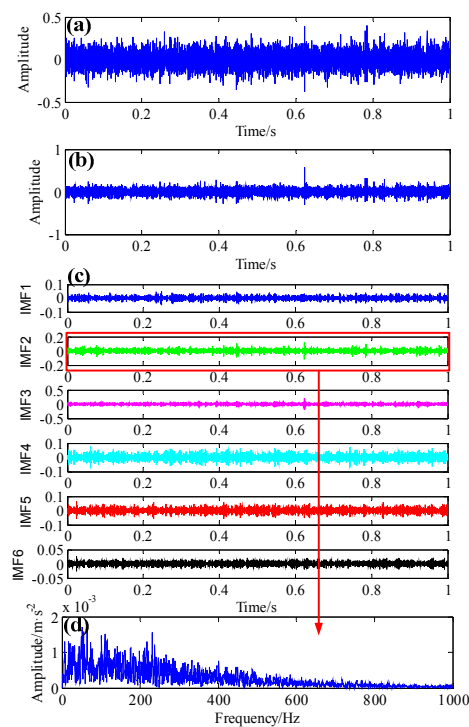 (a)
0.5
0
-0.5
Amplitude
0 0.2 0.4 0.6 0.8 1
Time/s
(b)
1
0
-1
Amplitude
0 0.2 0.4 0.6 0.8 1
Time/s
(c)
IMF1
0.1
0
-0.1
0 0.2 0.4 0.6 0.8 1
IMF2
0.2
0
-0.2
0 0.2 0.4 0.6 0.8 1
IMF3
0.5
0
-0.5
0 0.2 0.4 0.6 0.8 1
IMF4
0.1
0
-0.1
0 0.2 0.4 0.6 0.8 1
IMF5
0.1
0
-0.1
0 0.2 0.4 0.6 0.8 1
IMF6
0.05
0
-0.05
0 0.2 0.4 0.6 0.8 1
Time/s
x 10⁻³
(d)
2
1
0
Amplitude/m·s⁻²
0 200 400 600 800 1000
Frequency/Hz